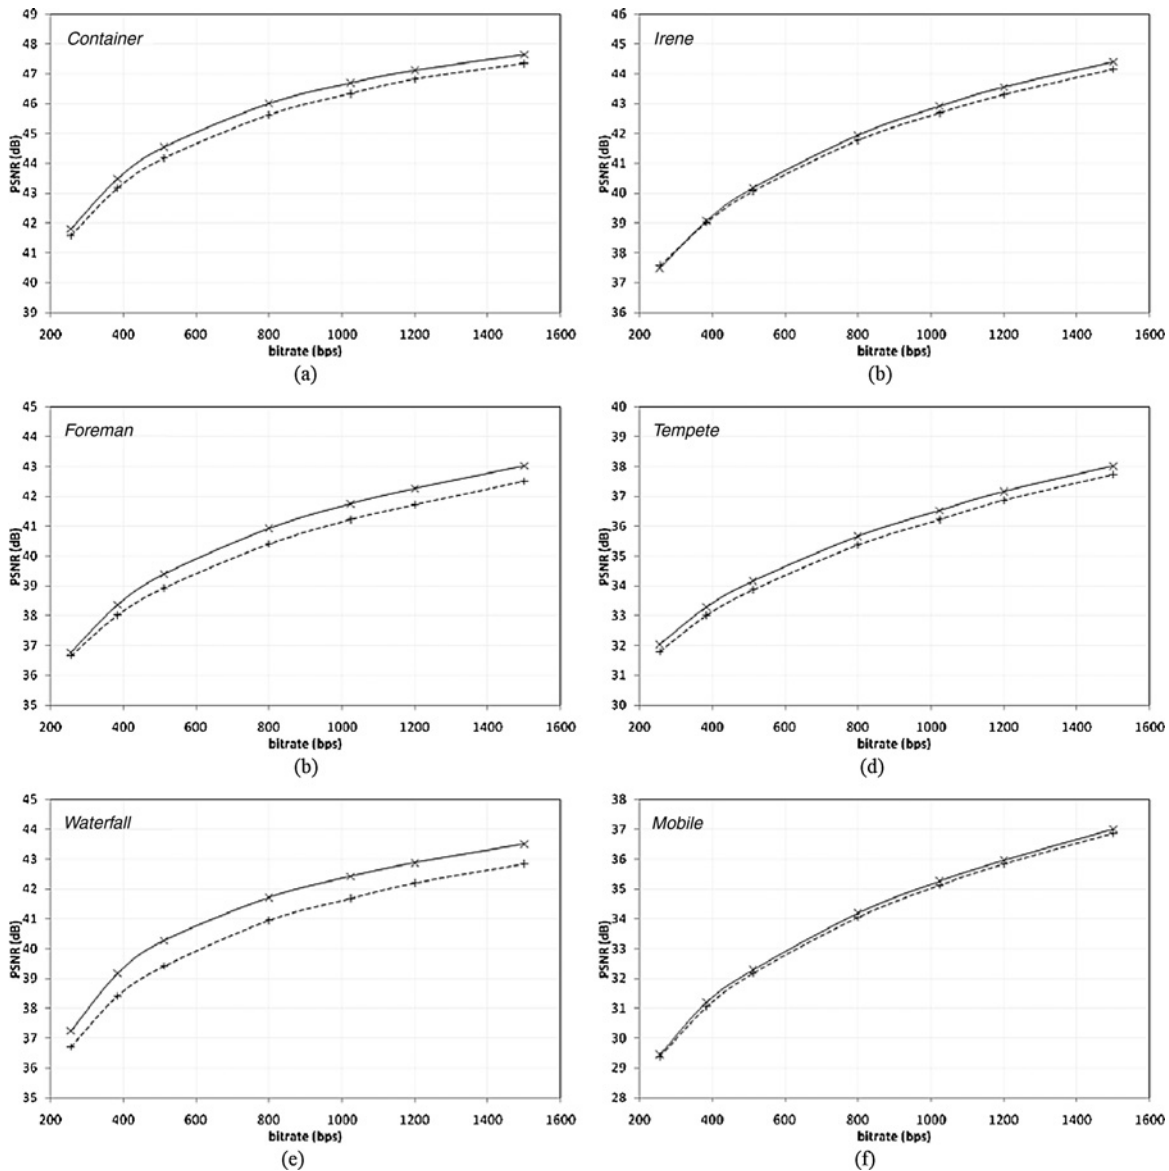 49
48
47
46
45
44
43
42
41
40
39
PSNR (dB)
Container
200 400 600 800 1000 1200 1400 1600
bitrate (bps)
(a)
46
45
44
43
42
41
40
39
38
37
36
PSNR (dB)
Irene
200 400 600 800 1000 1200 1400 1600
bitrate (bps)
(b)
45
44
43
42
41
40
39
38
37
36
35
PSNR (dB)
Foreman
200 400 600 800 1000 1200 1400 1600
bitrate (bps)
(b)
40
39
38
37
36
35
34
33
32
31
30
PSNR (dB)
Tempete
200 400 600 800 1000 1200 1400 1600
bitrate (bps)
(d)
45
44
43
42
41
40
39
38
37
36
35
PSNR (dB)
Waterfall
200 400 600 800 1000 1200 1400 1600
bitrate (bps)
(e)
38
37
36
35
34
33
32
31
30
29
28
PSNR (dB)
Mobile
200 400 600 800 1000 1200 1400 1600
bitrate (bps)
(f)